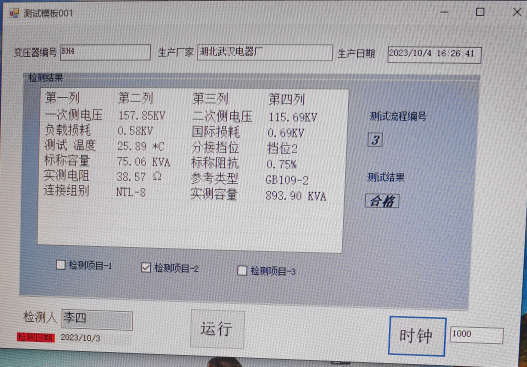 测试模板001
变压器编号 BH4 生产厂家 湖北武汉电器厂 生产日期 2023/10/4 16:26:41
检测结果
第一列 第二列 第三列 第四列
一次侧电压 157.85KV 二次侧电压 115.69KV
负载损耗 0.58KV 国际损耗 0.69KV
测试 温度 25.89 *C 分接挡位 挡位2
标称容量 75.06 KVA 标称阻抗 0.75%
实测电阻 38.57 Ω 参考类型 GB109-2
连接组别 NTL-8 实测容量 893.90 KVA
测试流程编号
3
测试结果
合格
检测项目-1 检测项目-2 检测项目-3
检测人 李四
检测日期 2023/10/3
运行
时钟 1000